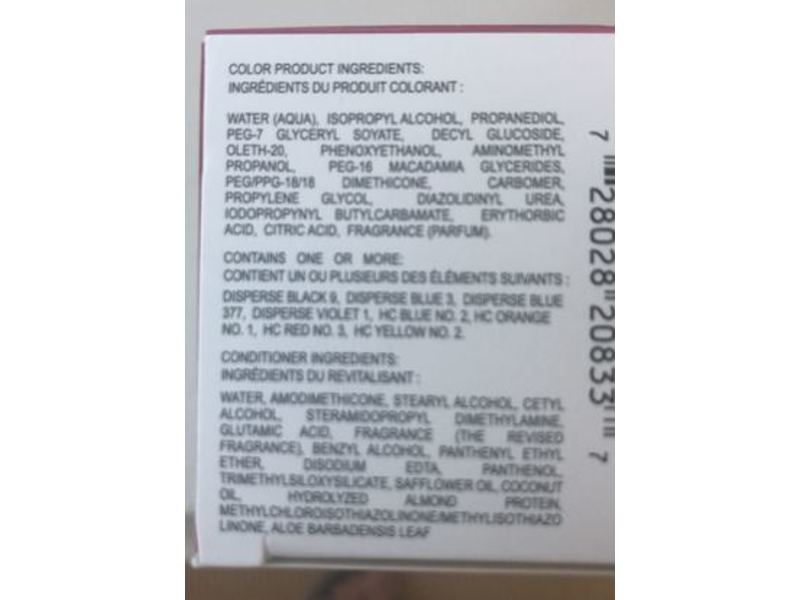 COLOR PRODUCT INGREDIENTS:
INGRÉDIENTS DU PRODUIT COLORANT :
WATER (AQUA), ISOPROPYL ALCOHOL, PROPANEDIOL,
PEG-7 GLYCERYL SOYATE, DECYL GLUCOSIDE,
OLETH-20, PHENOXYETHANOL, AMINOMETHYL
PROPANOL, PEG-16 MACADAMIA GLYCERIDES,
PEG/PPG-18/18 DIMETHICONE, CARBOMER,
PROPYLENE GLYCOL, DIAZOLIDINYL UREA,
IODOPROPYNYL BUTYLCARBAMATE, ERYTHORBIC
ACID, CITRIC ACID, FRAGRANCE (PARFUM).
CONTAINS ONE OR MORE:
CONTIENT UN OU PLUSIEURS DES ÉLÉMENTS SUIVANTS :
DISPERSE BLACK 9, DISPERSE BLUE 3, DISPERSE BLUE
377, DISPERSE VIOLET 1, HC BLUE NO. 2, HC ORANGE
NO. 1, HC RED NO. 3, HC YELLOW NO. 2.
CONDITIONER INGREDIENTS:
INGRÉDIENTS DU REVITALISANT :
WATER, AMODIMETHICONE, STEARYL ALCOHOL, CETYL
ALCOHOL, STERAMIDOPROPYL DIMETHYLAMINE,
GLUTAMIC ACID, FRAGRANCE (THE REVISED
FRAGRANCE), BENZYL ALCOHOL, PANTHENYL ETHYL
ETHER, DISODIUM EDTA, PANTHENOL,
TRIMETHYLSILOXYSILICATE, SAFFLOWER OIL, COCONUT
OIL, HYDROLYZED ALMOND PROTEIN,
METHYLCHLOROISOTHIAZOLINONE/METHYLISOTHIAZO
LINONE, ALOE BARBADENSIS LEAF
7 28028 20833 7